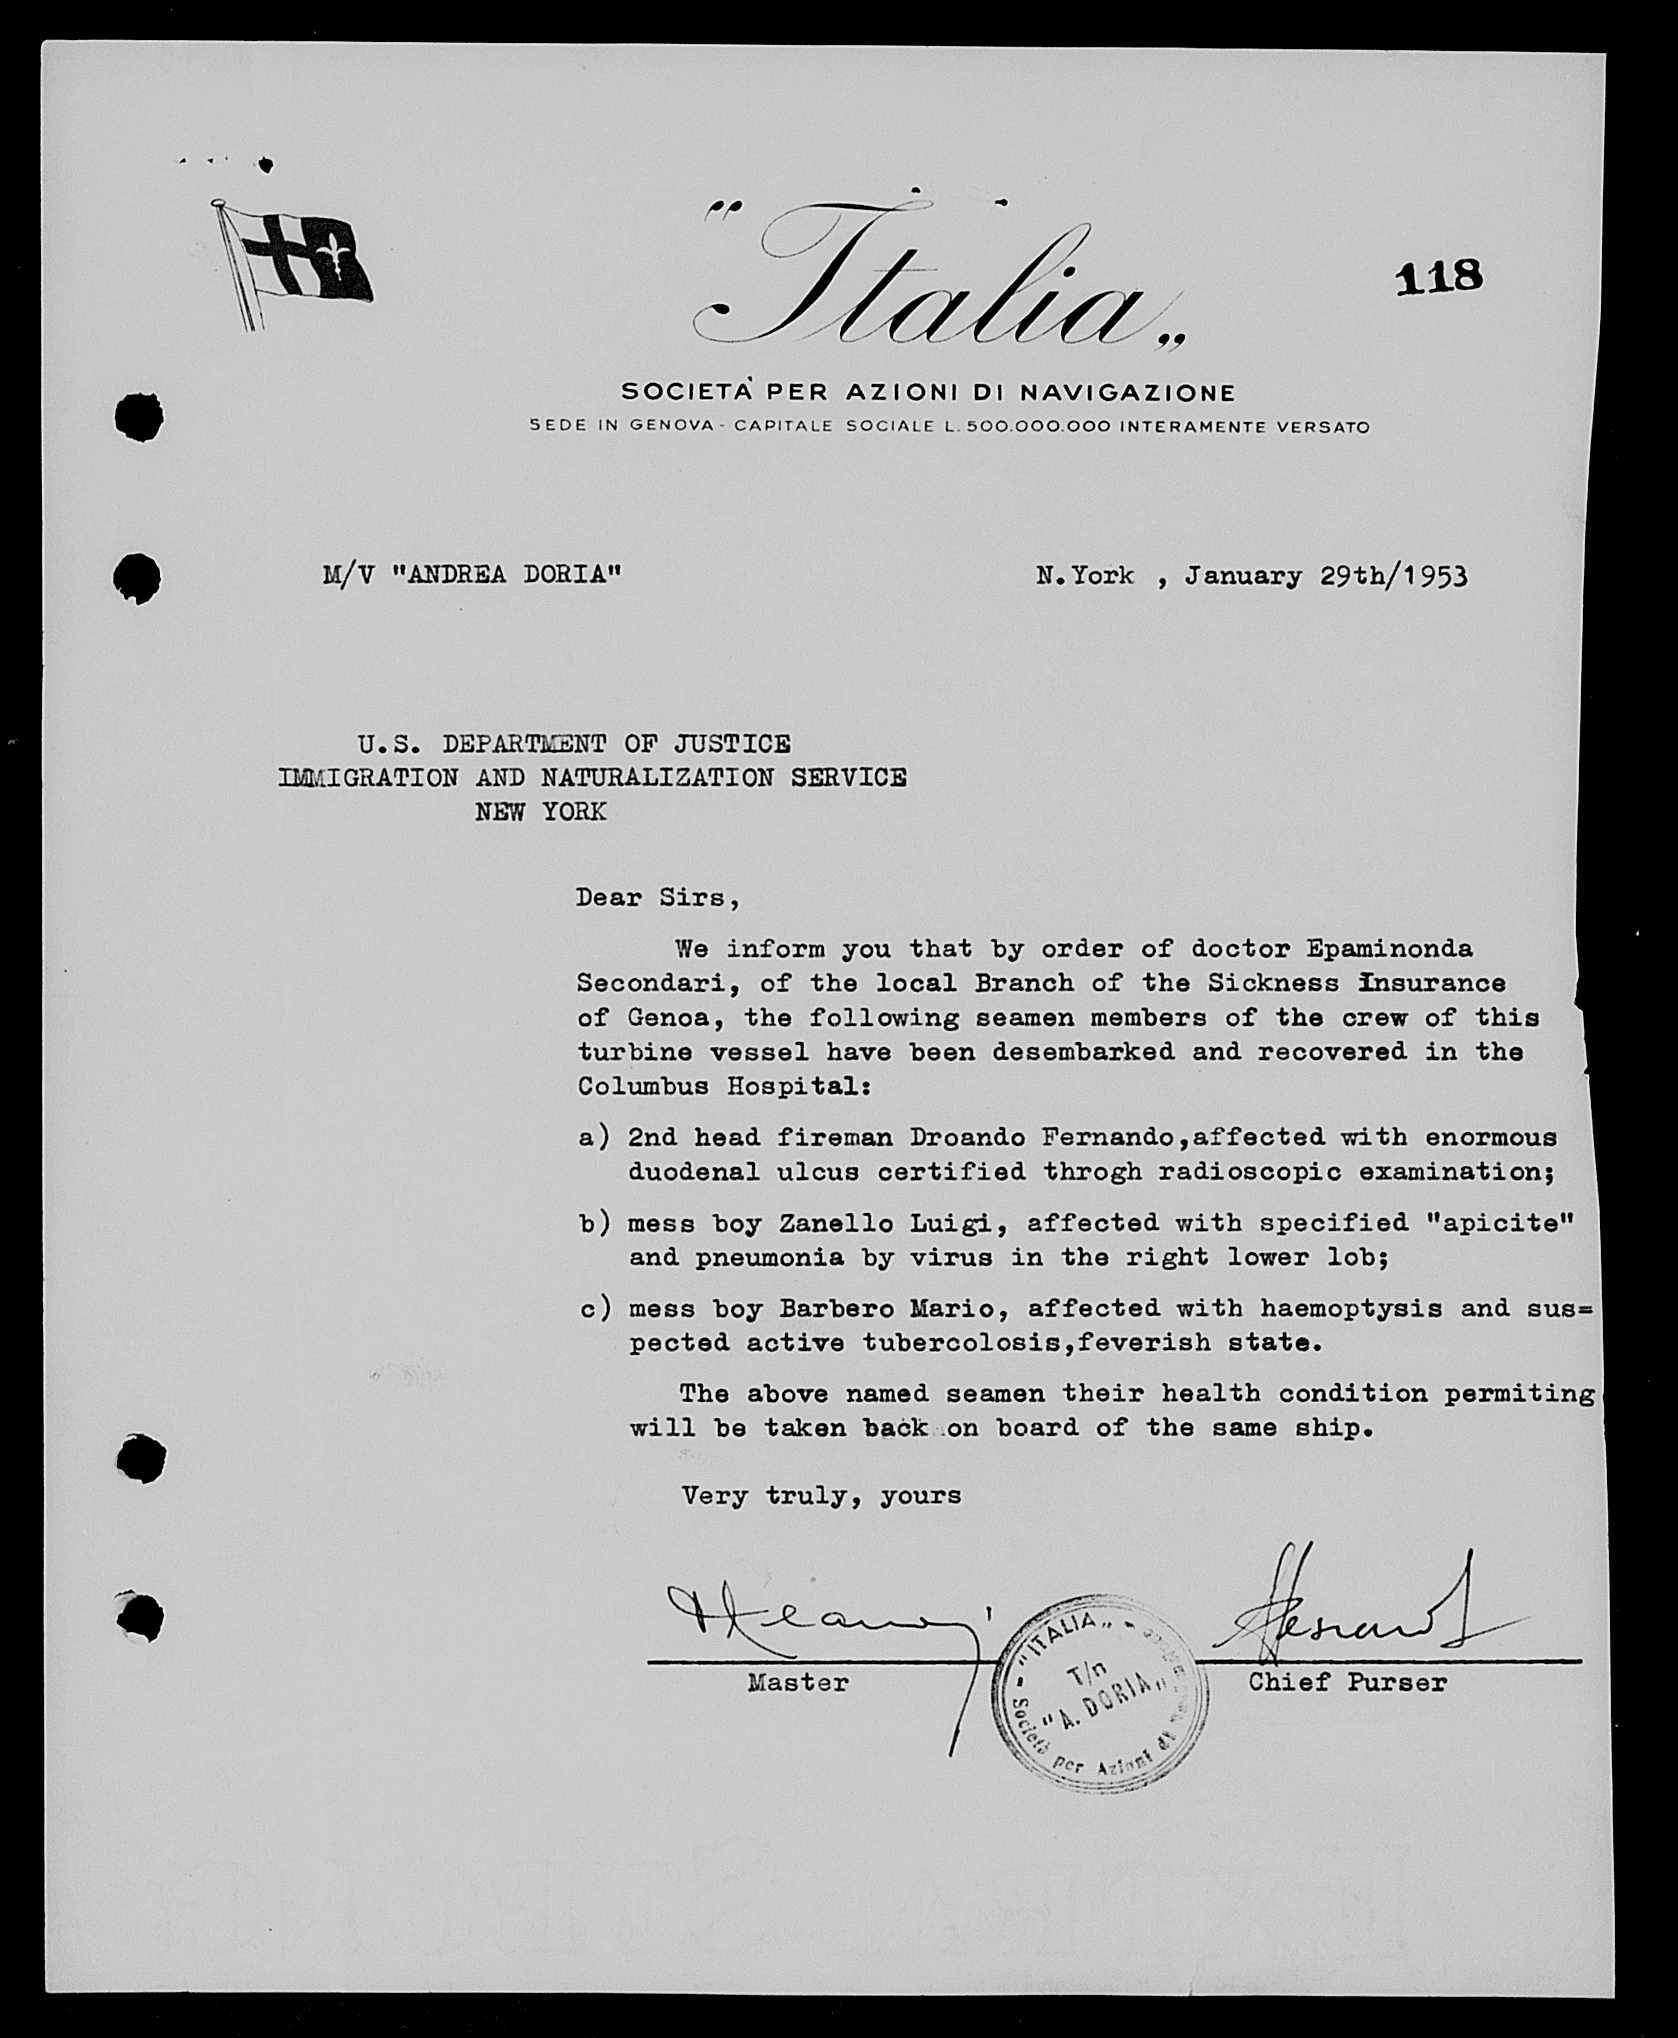 "Italia„
118
SOCIETÀ PER AZIONI DI NAVIGAZIONE
SEDE IN GENOVA - CAPITALE SOCIALE L. 500.000.000 INTERAMENTE VERSATO
M/V "ANDREA DORIA"
N.York , January 29th/1953
U.S. DEPARTMENT OF JUSTICE
IMMIGRATION AND NATURALIZATION SERVICE
NEW YORK
Dear Sirs,
We inform you that by order of doctor Epaminonda
Secondari, of the local Branch of the Sickness Insurance
of Genoa, the following seamen members of the crew of this
turbine vessel have been desembarked and recovered in the
Columbus Hospital:
a) 2nd head fireman Droando Fernando,affected with enormous
duodenal ulcus certified throgh radioscopic examination;
b) mess boy Zanello Luigi, affected with specified "apicite"
and pneumonia by virus in the right lower lob;
c) mess boy Barbero Mario, affected with haemoptysis and sus=
pected active tubercolosis,feverish state.
The above named seamen their health condition permiting
will be taken back on board of the same ship.
Very truly, yours
Master
Chief Purser
"ITALIA„
Società per Azioni di
T/n
"A. DORIA„